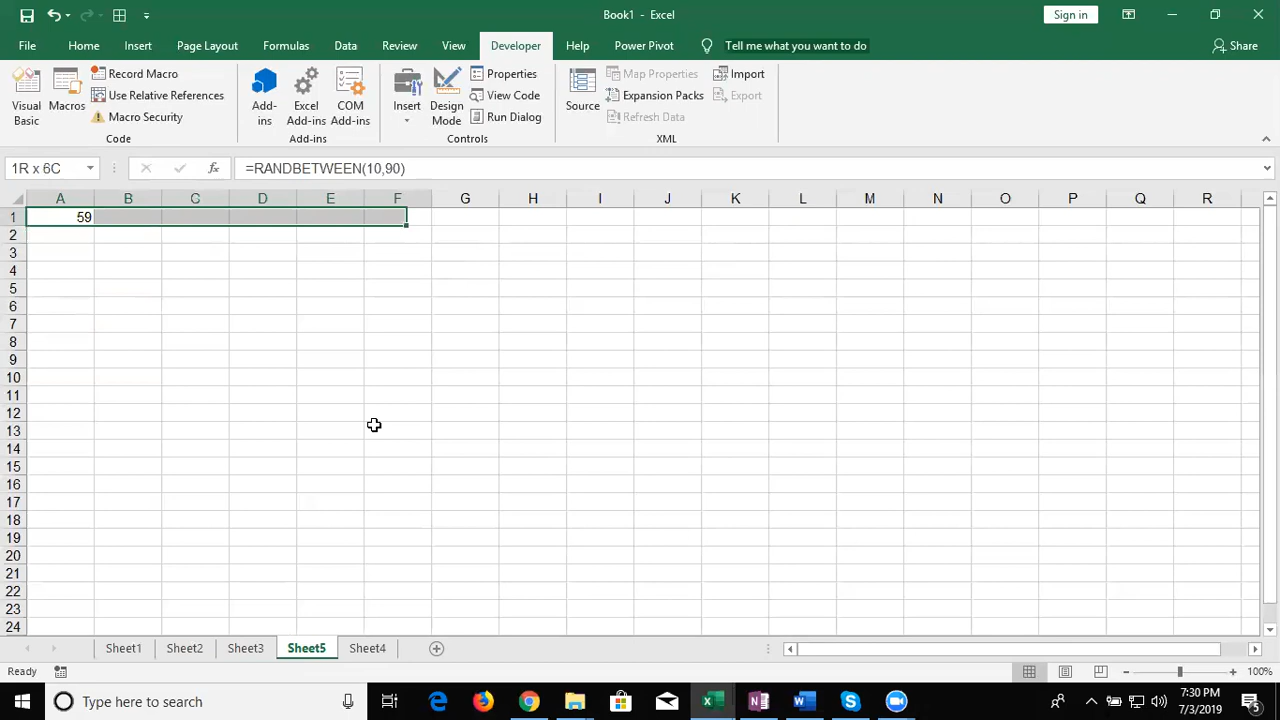 Book1 - Excel
Sign in
File Home Insert Page Layout Formulas Data Review View Developer Help Power Pivot Tell me what you want to do Share
Visual Basic
Macros
Record Macro
Use Relative References
Macro Security
Code
Add-ins
Excel Add-ins
COM Add-ins
Add-ins
Insert
Design Mode
Properties
View Code
Run Dialog
Controls
Source
Map Properties
Expansion Packs
Refresh Data
Import
Export
XML
1R x 6C
fx
=RANDBETWEEN(10,90)
A B C D E F G H I J K L M N O P Q R
1 59
2
3
4
5
6
7
8
9
10
11
12
13
14
15
16
17
18
19
20
21
22
23
24
Sheet1 Sheet2 Sheet3 Sheet5 Sheet4
Ready
100%
Type here to search
7:30 PM
7/3/2019
5